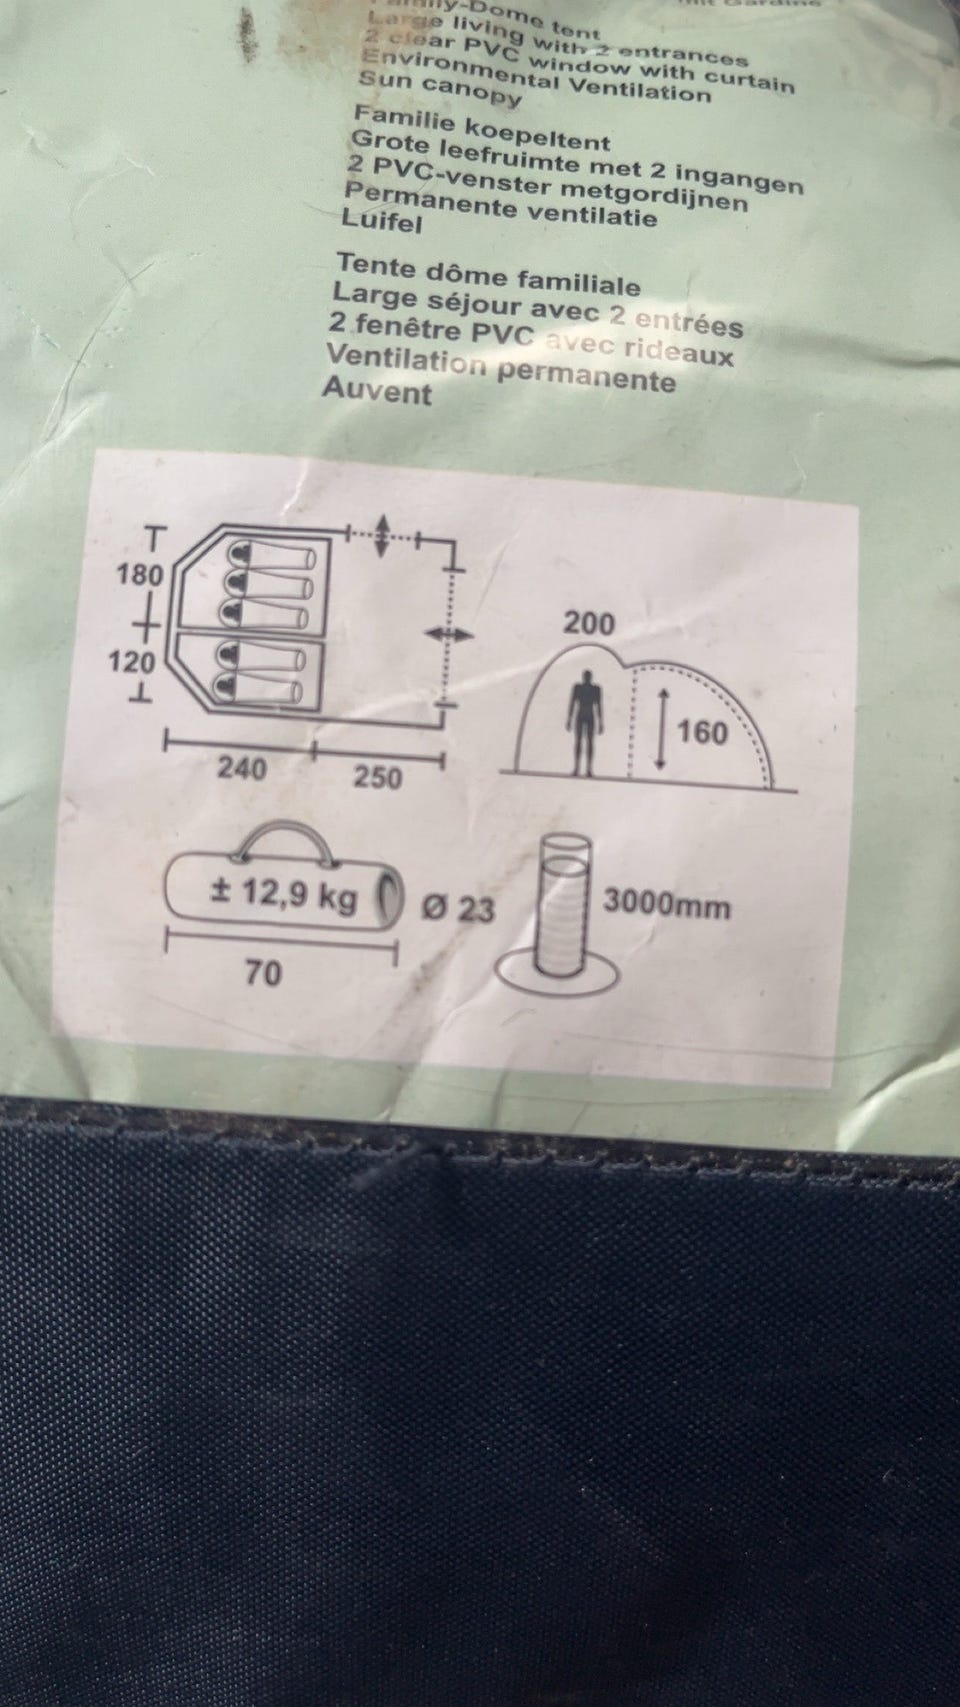 Family-Dome tent
Large living with 2 entrances
2 clear PVC window with curtain
Environmental Ventilation
Sun canopy
Familie koepeltent
Grote leefruimte met 2 ingangen
2 PVC-venster metgordijnen
Permanente ventilatie
Luifel
Tente dôme familiale
Large séjour avec 2 entrées
2 fenêtre PVC avec rideaux
Ventilation permanente
Auvent
180
120
240
250
200
160
± 12,9 kg
Ø 23
70
3000mm